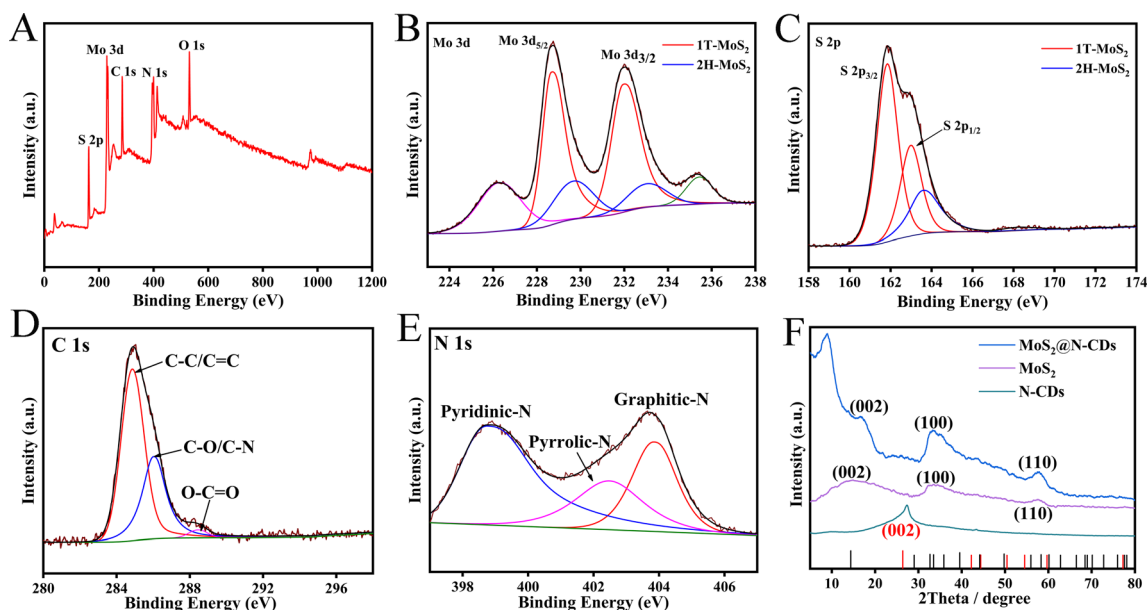 A
Mo 3d
C 1s
N 1s
O 1s
S 2p
Intensity (a.u.)
0 200 400 600 800 1000 1200
Binding Energy (eV)
B
Mo 3d
Mo 3d5/2
Mo 3d3/2
1T-MoS2
2H-MoS2
Intensity (a.u.)
224 226 228 230 232 234 236 238
Binding Energy (eV)
C
S 2p
S 2p3/2
S 2p1/2
1T-MoS2
2H-MoS2
Intensity (a.u.)
158 160 162 164 166 168 170 172 174
Binding Energy (eV)
D
C 1s
C-C/C=C
C-O/C-N
O-C=O
Intensity (a.u.)
280 284 288 292 296
Binding Energy (eV)
E
N 1s
Pyridinic-N
Pyrrolic-N
Graphitic-N
Intensity (a.u.)
398 400 402 404 406
Binding Energy (eV)
F
MoS2@N-CDs
MoS2
N-CDs
(002)
(100)
(110)
(002)
(100)
(110)
(002)
Intensity (a.u.)
10 20 30 40 50 60 70 80
2Theta / degree